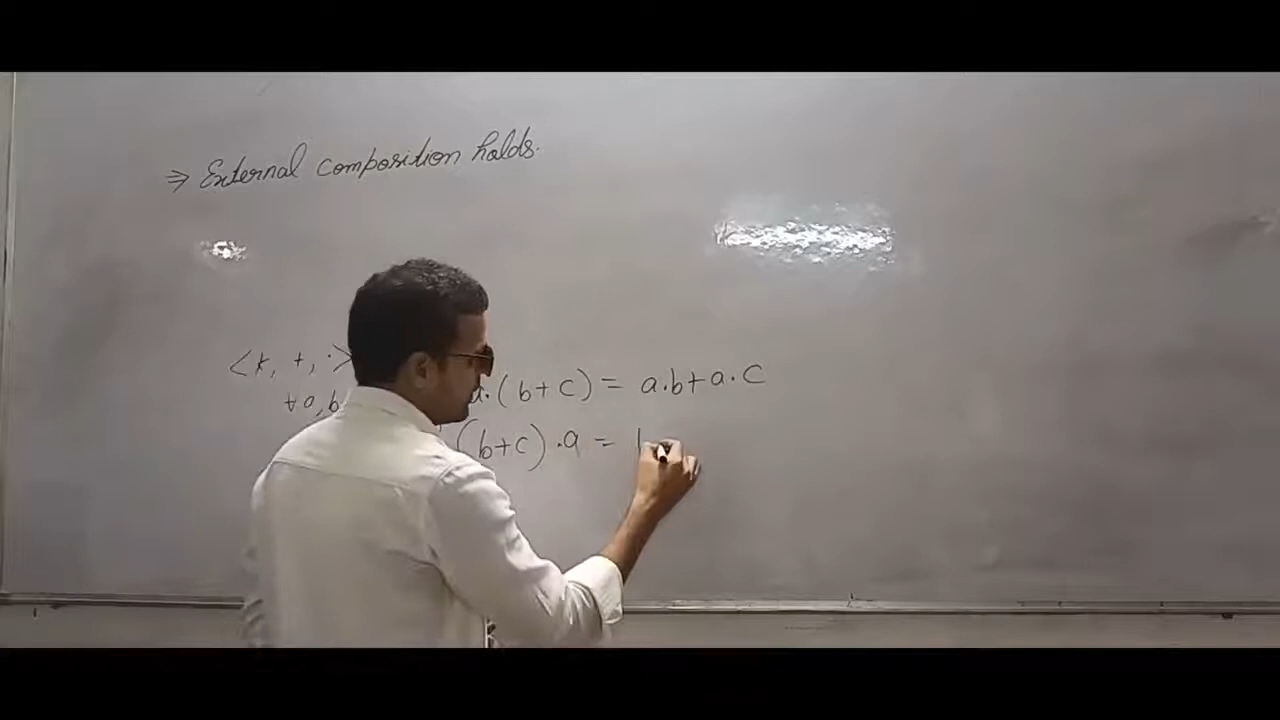 ⇒ External composition holds.
<k, +, ·>
a·(b+c) = a·b+a·c
∀a,b
(b+c)·a =